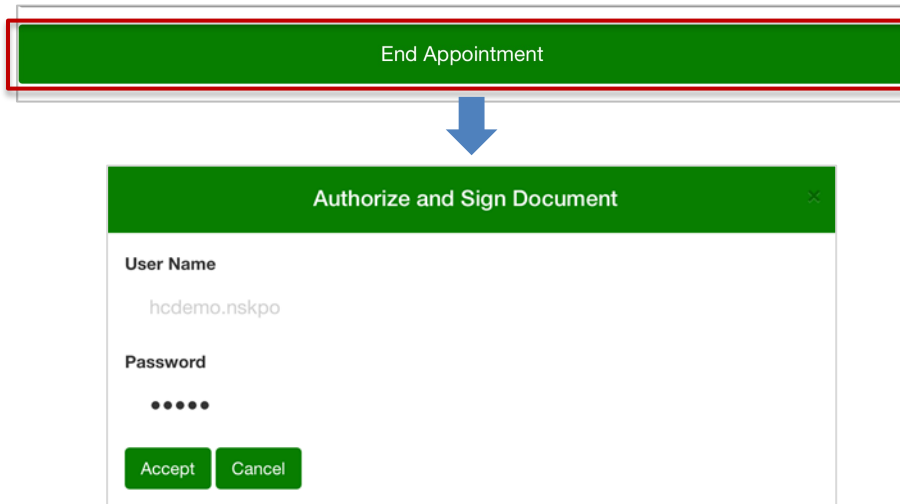 End Appointment
Authorize and Sign Document ×
User Name
hcdemo.nskpo
Password
•••••
Accept Cancel